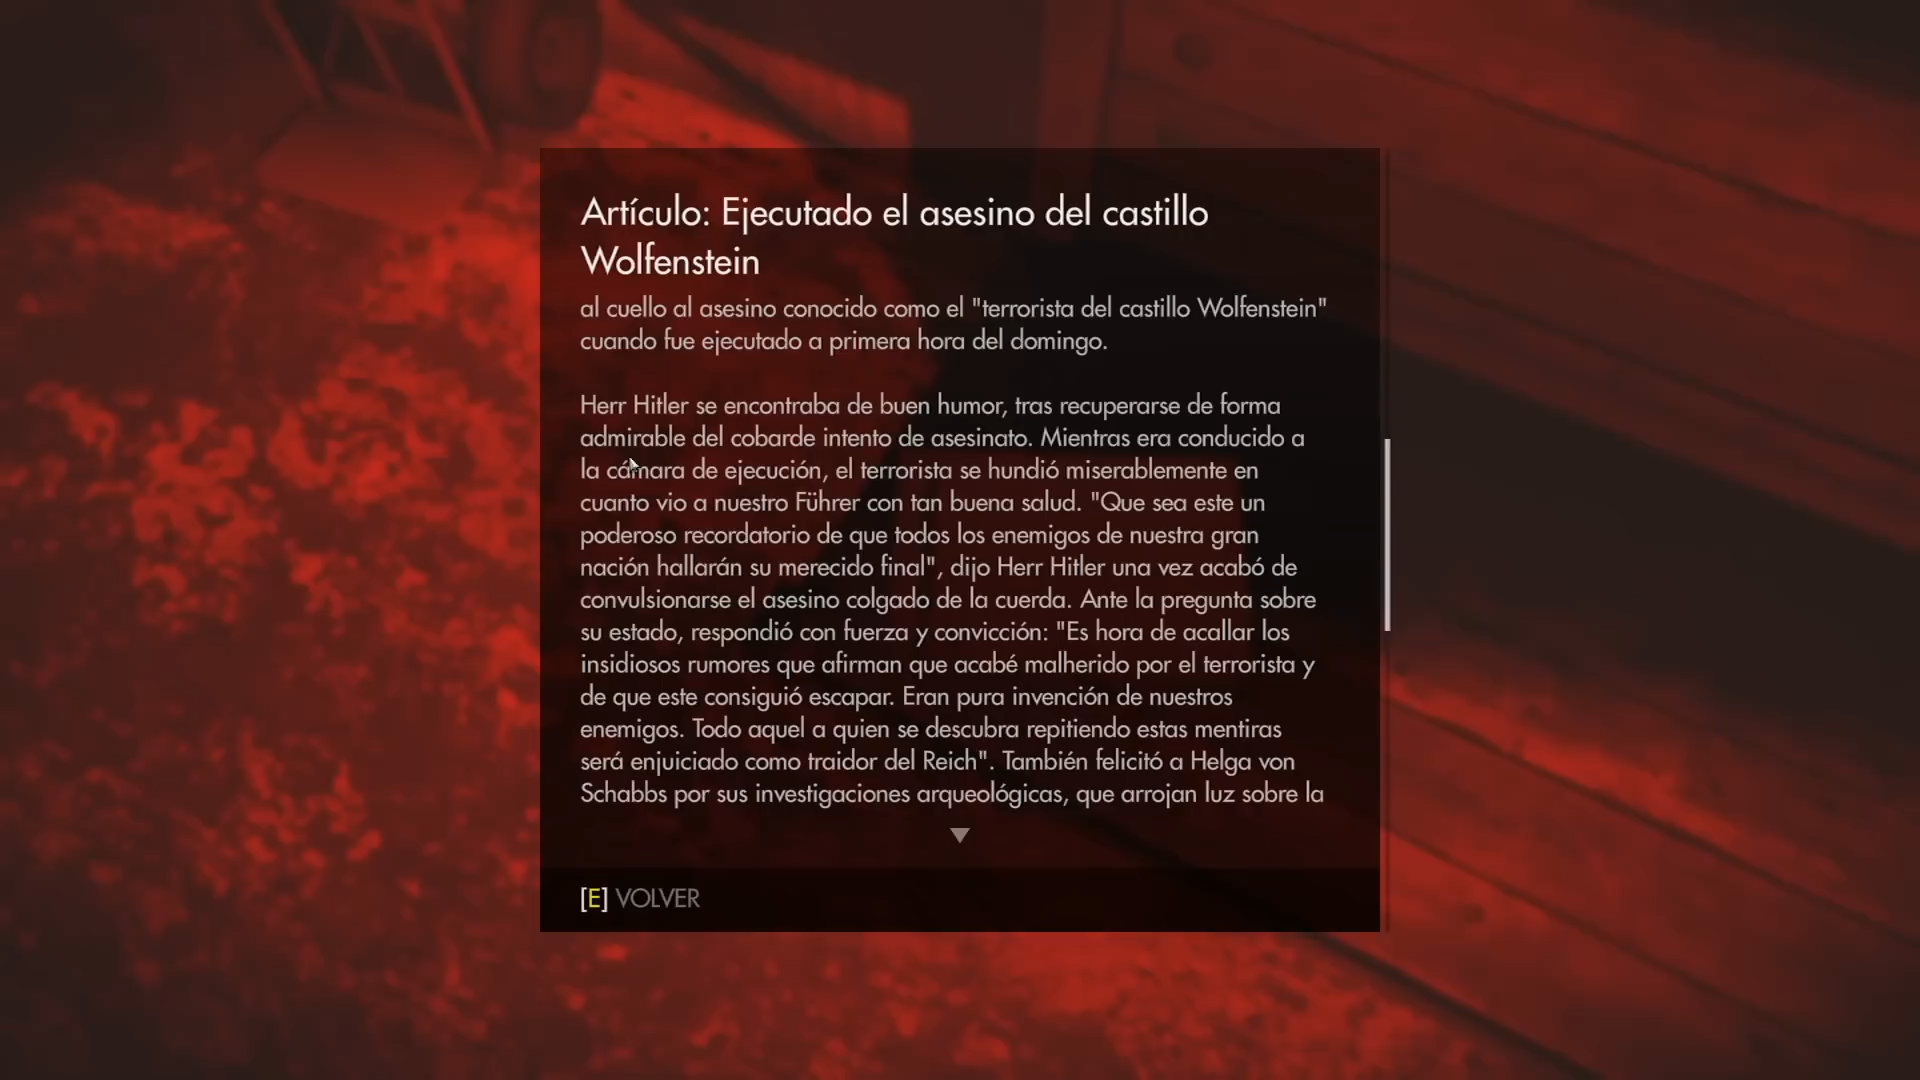 Artículo: Ejecutado el asesino del castillo
Wolfenstein
al cuello al asesino conocido como el "terrorista del castillo Wolfenstein"
cuando fue ejecutado a primera hora del domingo.
Herr Hitler se encontraba de buen humor, tras recuperarse de forma
admirable del cobarde intento de asesinato. Mientras era conducido a
la cámara de ejecución, el terrorista se hundió miserablemente en
cuanto vio a nuestro Führer con tan buena salud. "Que sea este un
poderoso recordatorio de que todos los enemigos de nuestra gran
nación hallarán su merecido final", dijo Herr Hitler una vez acabó de
convulsionarse el asesino colgado de la cuerda. Ante la pregunta sobre
su estado, respondió con fuerza y convicción: "Es hora de acallar los
insidiosos rumores que afirman que acabé malherido por el terrorista y
de que este consiguió escapar. Eran pura invención de nuestros
enemigos. Todo aquel a quien se descubra repitiendo estas mentiras
será enjuiciado como traidor del Reich". También felicitó a Helga von
Schabbs por sus investigaciones arqueológicas, que arrojan luz sobre la
[E] VOLVER